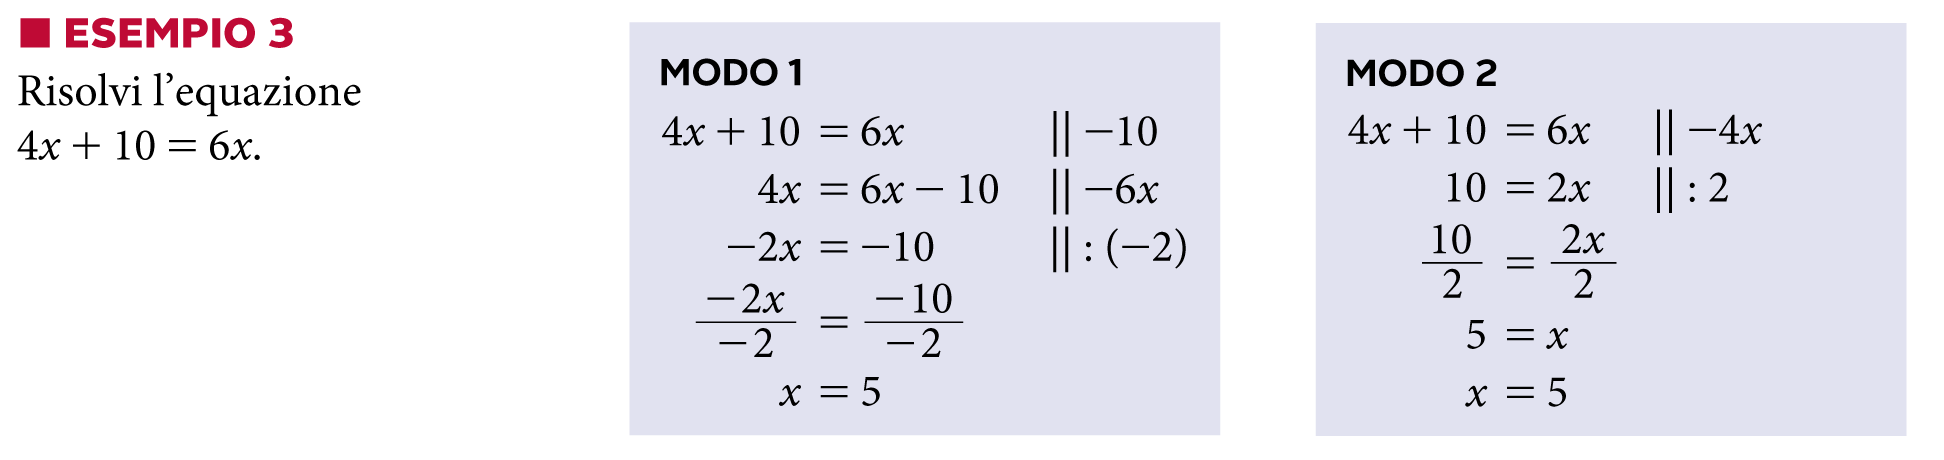 ■ ESEMPIO 3
Risolvi l’equazione
4x + 10 = 6x.
MODO 1
4x + 10 = 6x || −10
4x = 6x − 10 || −6x
−2x = −10 || : (−2)
−2x/−2 = −10/−2
x = 5
MODO 2
4x + 10 = 6x || −4x
10 = 2x || : 2
10/2 = 2x/2
5 = x
x = 5